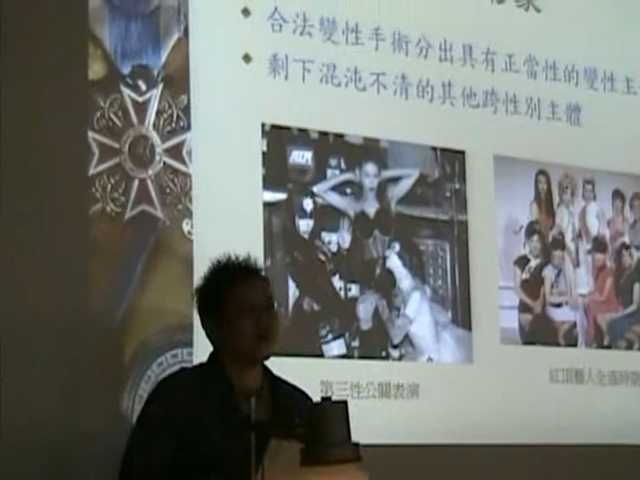 合法變性手術分出具有正當性的變性主
剩下混沌不清的其他跨性別主體
第三性公關表演
紅頂藝人全盛時期